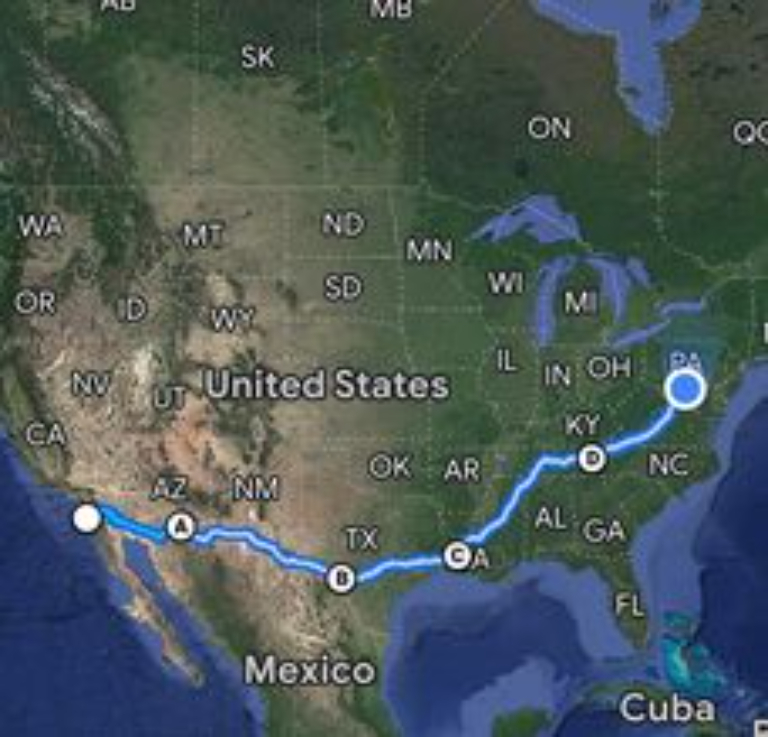 AB
MB
SK
ON
WA
MT
ND
MN
OR
ID
SD
WI
MI
WY
NV
UT
United States
IL
IN
OH
PA
CA
KY
AZ
NM
OK
AR
NC
A
TX
AL
GA
B
C
D
FL
Mexico
Cuba